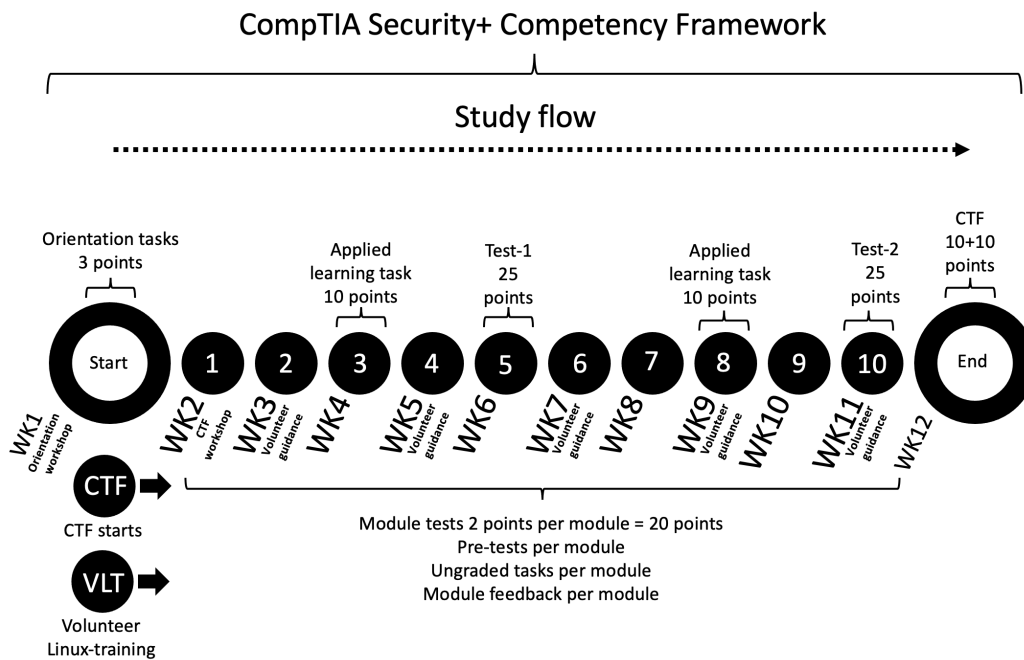 CompTIA Security+ Competency Framework
Study flow
Orientation tasks
3 points
Applied
learning task
10 points
Test-1
25
points
Applied
learning task
10 points
Test-2
25
points
CTF
10+10
points
Start
1
2
3
4
5
6
7
8
9
10
End
WK1
Orientation
workshop
WK2
CTF
workshop
WK3
Volunteer
guidance
WK4
WK5
Volunteer
guidance
WK6
WK7
Volunteer
guidance
WK8
WK9
Volunteer
guidance
WK10
WK11
Volunteer
guidance
WK12
CTF
CTF starts
VLT
Volunteer
Linux-training
Module tests 2 points per module = 20 points
Pre-tests per module
Ungraded tasks per module
Module feedback per module